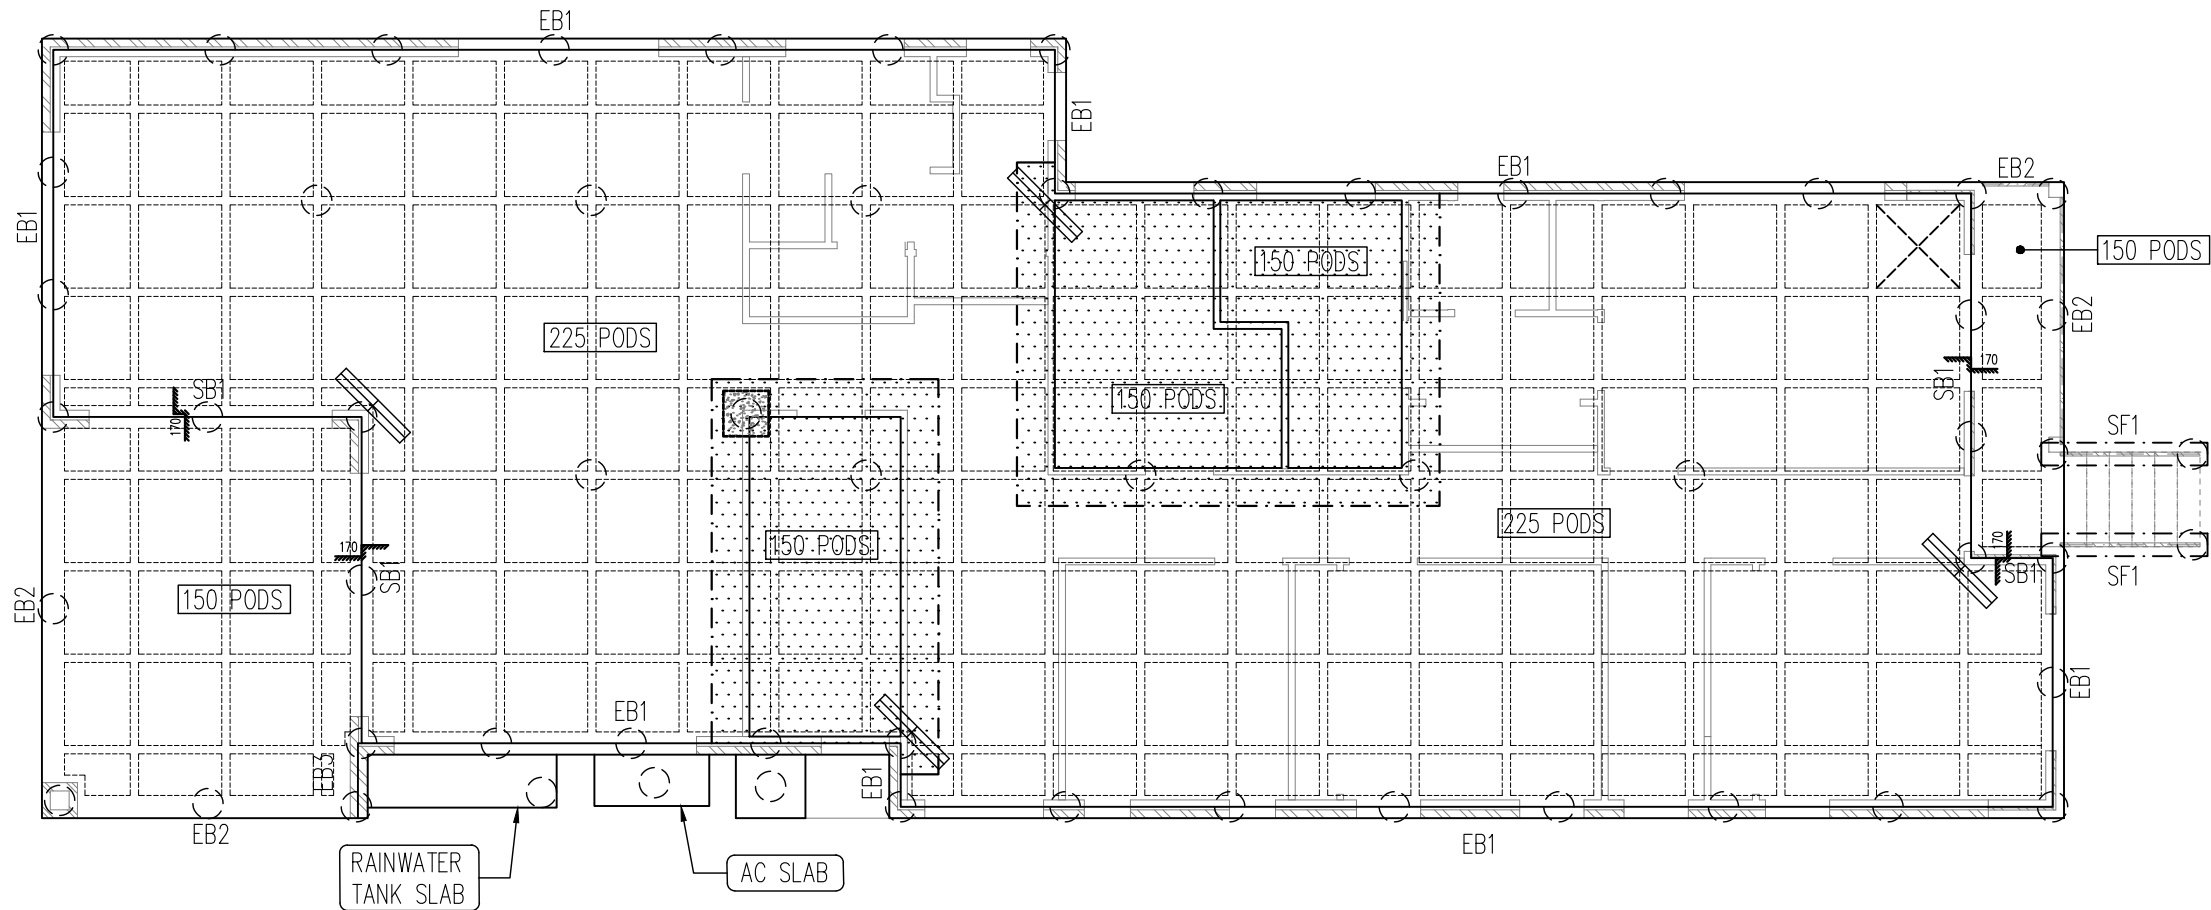 EB1
EB1
EB1
EB1
EB2
150 PODS
EB1
150 PODS
EB2
225 PODS
170
SB1
SB1
150 PODS
SB1
170
SF1
225 PODS
150 PODS
170
170
SB1
SB1
SF1
EB2
150 PODS
EB1
EB1
EB3
EB1
EB2
EB1
RAINWATER
TANK SLAB
AC SLAB